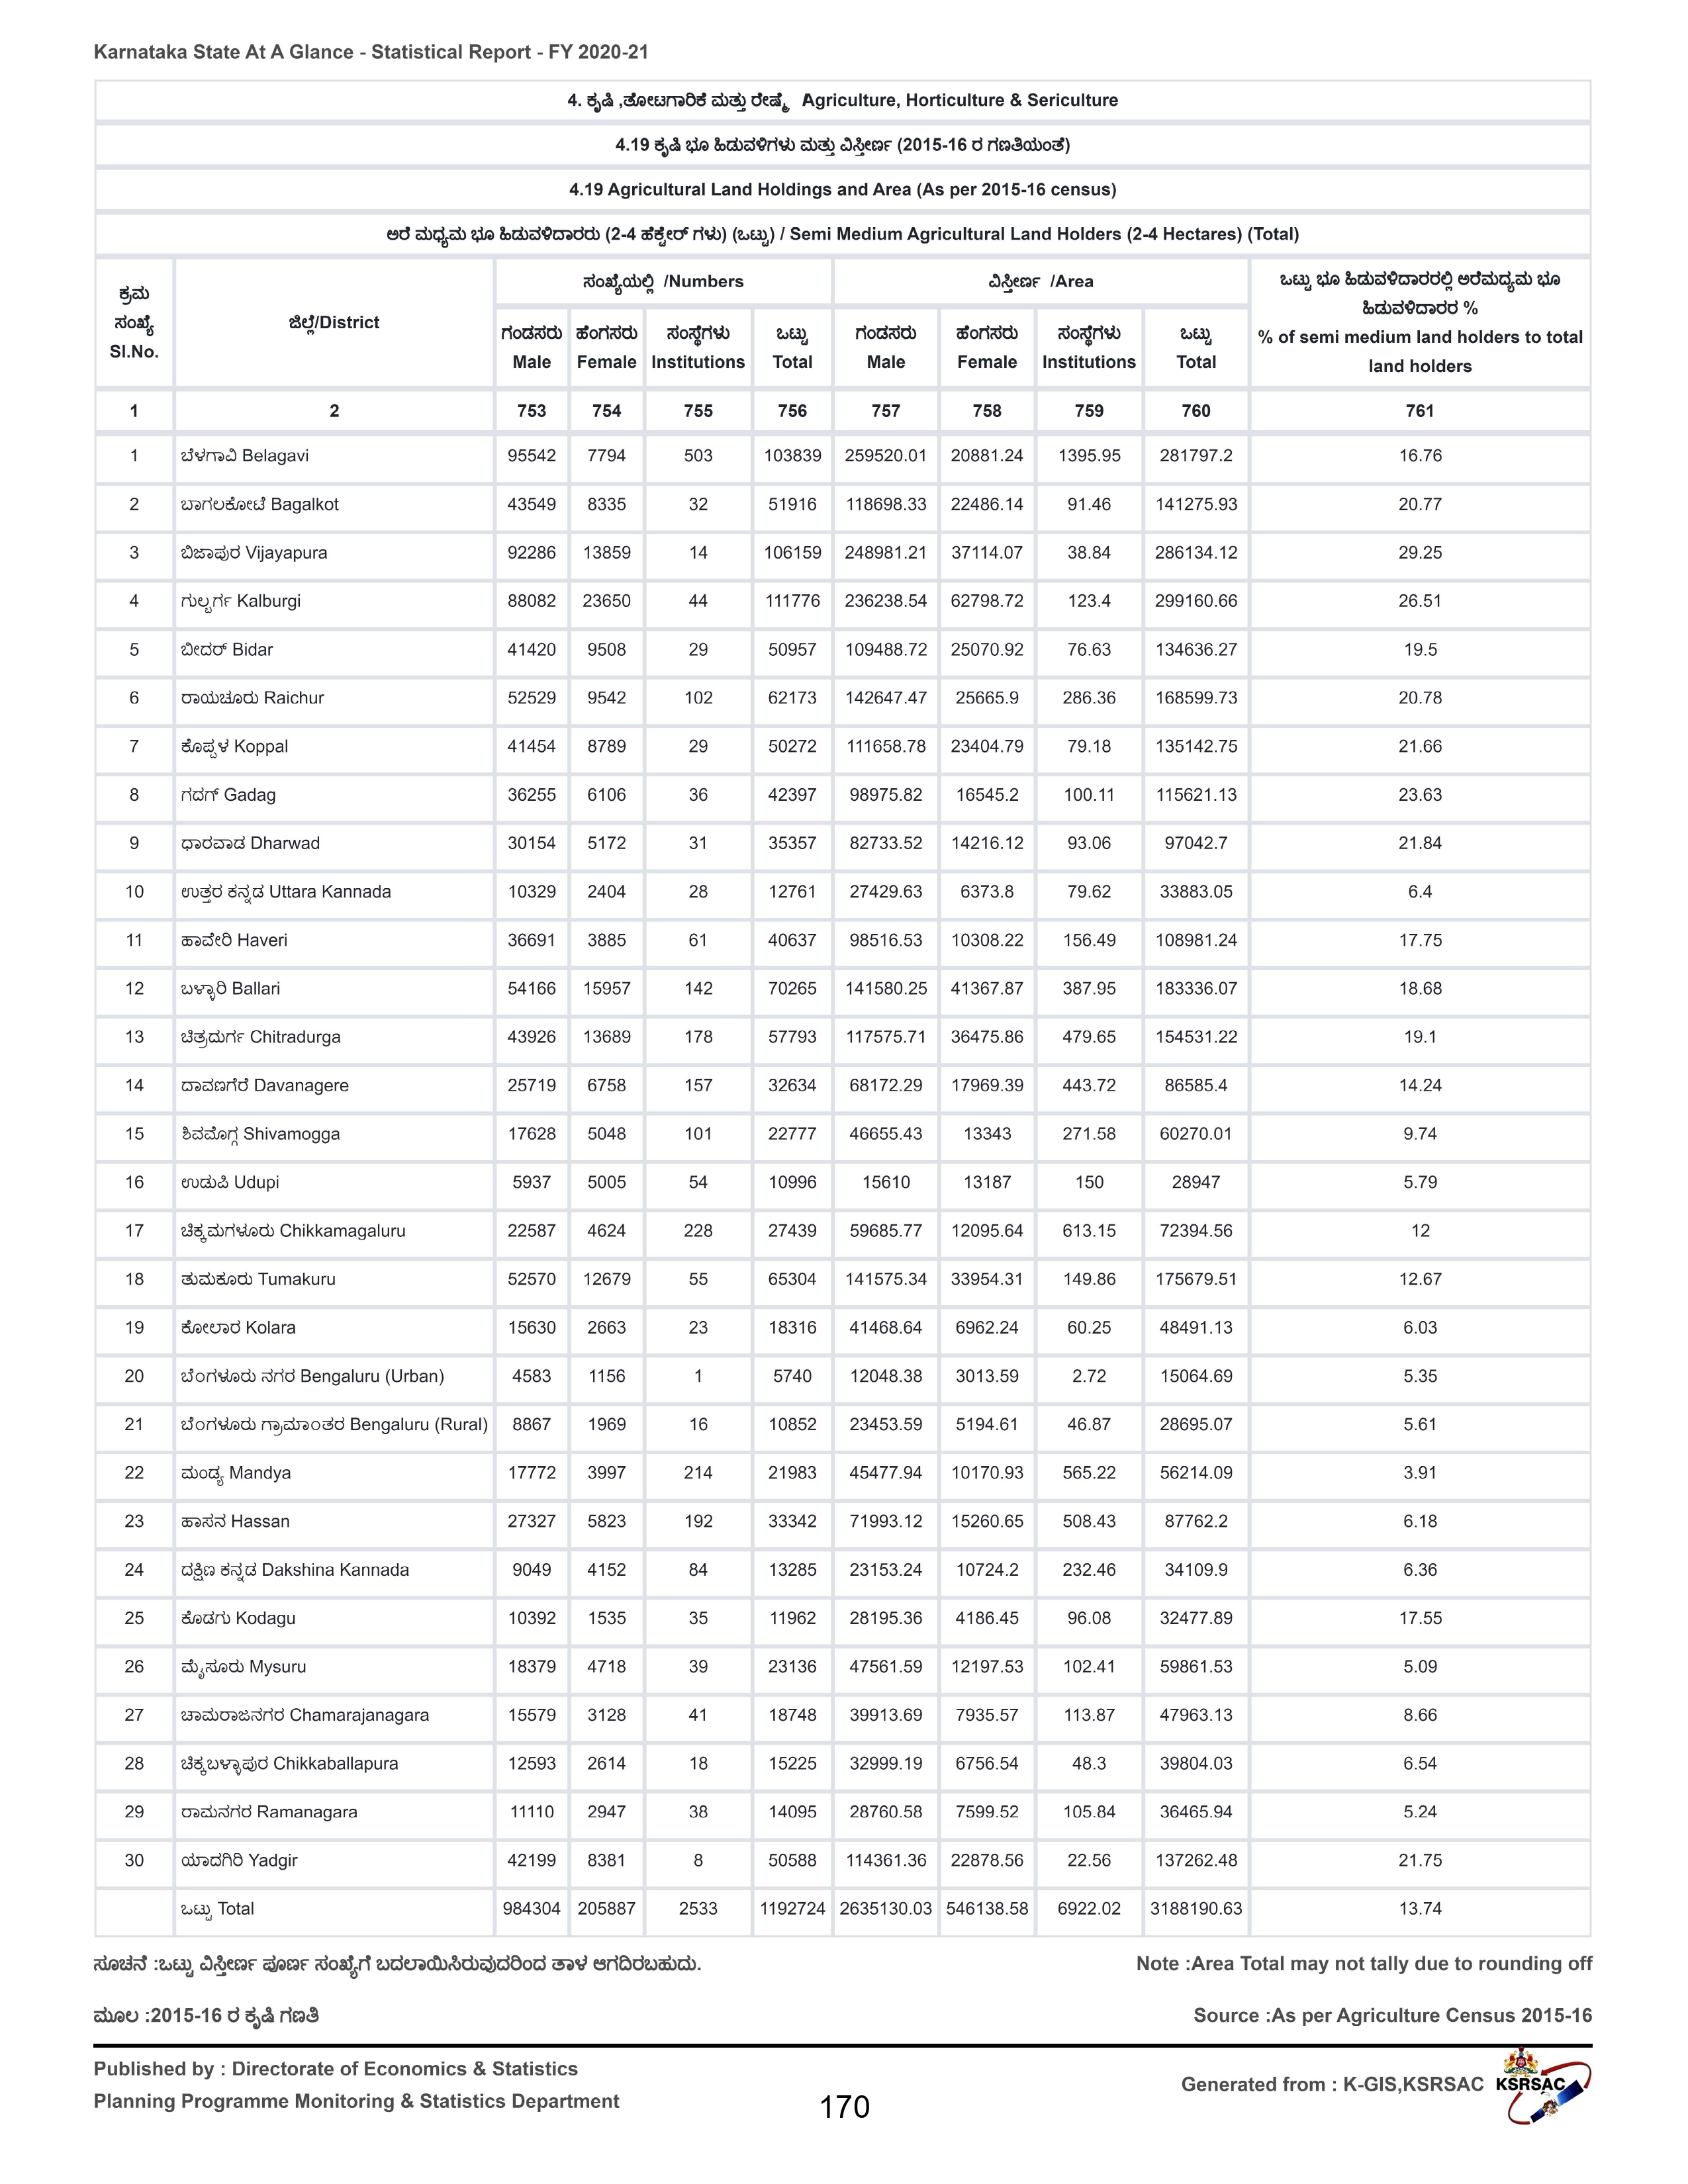 Karnataka State At A Glance - Statistical Report - FY 2020-21
4. ಕೃಷಿ ,ತೋಟಗಾರಿಕೆ ಮತ್ತು ರೇಷ್ಮೆ Agriculture, Horticulture & Sericulture
4.19 ಕೃಷಿ ಭೂ ಹಿಡುವಳಿಗಳು ಮತ್ತು ವಿಸ್ತೀರ್ಣ (2015-16 ರ ಗಣತಿಯಂತೆ)
4.19 Agricultural Land Holdings and Area (As per 2015-16 census)
ಅರೆ ಮಧ್ಯಮ ಭೂ ಹಿಡುವಳಿದಾರರು (2-4 ಹೆಕ್ಟೇರ್ ಗಳು) (ಒಟ್ಟು) / Semi Medium Agricultural Land Holders (2-4 Hectares) (Total)
ಕ್ರಮ ಸಂಖ್ಯೆ Sl.No. ಜಿಲ್ಲೆ/District ಸಂಖ್ಯೆಯಲ್ಲಿ /Numbers ವಿಸ್ತೀರ್ಣ /Area ಒಟ್ಟು ಭೂ ಹಿಡುವಳಿದಾರರಲ್ಲಿ ಅರೆಮದ್ಯಮ ಭೂ
ಹಿಡುವಳಿದಾರರ %
% of semi medium land holders to total
land holders
ಗಂಡಸರು ಹೆಂಗಸರು ಸಂಸ್ಥೆಗಳು ಒಟ್ಟು ಗಂಡಸರು ಹೆಂಗಸರು ಸಂಸ್ಥೆಗಳು ಒಟ್ಟು
Male Female Institutions Total Male Female Institutions Total
1 2 753 754 755 756 757 758 759 760 761
1 ಬೆಳಗಾವಿ Belagavi 95542 7794 503 103839 259520.01 20881.24 1395.95 281797.2 16.76
2 ಬಾಗಲಕೋಟೆ Bagalkot 43549 8335 32 51916 118698.33 22486.14 91.46 141275.93 20.77
3 ಬಿಜಾಪುರ Vijayapura 92286 13859 14 106159 248981.21 37114.07 38.84 286134.12 29.25
4 ಗುಲ್ಬರ್ಗ Kalburgi 88082 23650 44 111776 236238.54 62798.72 123.4 299160.66 26.51
5 ಬೀದರ್ Bidar 41420 9508 29 50957 109488.72 25070.92 76.63 134636.27 19.5
6 ರಾಯಚೂರು Raichur 52529 9542 102 62173 142647.47 25665.9 286.36 168599.73 20.78
7 ಕೊಪ್ಪಳ Koppal 41454 8789 29 50272 111658.78 23404.79 79.18 135142.75 21.66
8 ಗದಗ್ Gadag 36255 6106 36 42397 98975.82 16545.2 100.11 115621.13 23.63
9 ಧಾರವಾಡ Dharwad 30154 5172 31 35357 82733.52 14216.12 93.06 97042.7 21.84
10 ಉತ್ತರ ಕನ್ನಡ Uttara Kannada 10329 2404 28 12761 27429.63 6373.8 79.62 33883.05 6.4
11 ಹಾವೇರಿ Haveri 36691 3885 61 40637 98516.53 10308.22 156.49 108981.24 17.75
12 ಬಳ್ಳಾರಿ Ballari 54166 15957 142 70265 141580.25 41367.87 387.95 183336.07 18.68
13 ಚಿತ್ರದುರ್ಗ Chitradurga 43926 13689 178 57793 117575.71 36475.86 479.65 154531.22 19.1
14 ದಾವಣಗೆರೆ Davanagere 25719 6758 157 32634 68172.29 17969.39 443.72 86585.4 14.24
15 ಶಿವಮೊಗ್ಗ Shivamogga 17628 5048 101 22777 46655.43 13343 271.58 60270.01 9.74
16 ಉಡುಪಿ Udupi 5937 5005 54 10996 15610 13187 150 28947 5.79
17 ಚಿಕ್ಕಮಗಳೂರು Chikkamagaluru 22587 4624 228 27439 59685.77 12095.64 613.15 72394.56 12
18 ತುಮಕೂರು Tumakuru 52570 12679 55 65304 141575.34 33954.31 149.86 175679.51 12.67
19 ಕೋಲಾರ Kolara 15630 2663 23 18316 41468.64 6962.24 60.25 48491.13 6.03
20 ಬೆಂಗಳೂರು ನಗರ Bengaluru (Urban) 4583 1156 1 5740 12048.38 3013.59 2.72 15064.69 5.35
21 ಬೆಂಗಳೂರು ಗ್ರಾಮಾಂತರ Bengaluru (Rural) 8867 1969 16 10852 23453.59 5194.61 46.87 28695.07 5.61
22 ಮಂಡ್ಯ Mandya 17772 3997 214 21983 45477.94 10170.93 565.22 56214.09 3.91
23 ಹಾಸನ Hassan 27327 5823 192 33342 71993.12 15260.65 508.43 87762.2 6.18
24 ದಕ್ಷಿಣ ಕನ್ನಡ Dakshina Kannada 9049 4152 84 13285 23153.24 10724.2 232.46 34109.9 6.36
25 ಕೊಡಗು Kodagu 10392 1535 35 11962 28195.36 4186.45 96.08 32477.89 17.55
26 ಮೈಸೂರು Mysuru 18379 4718 39 23136 47561.59 12197.53 102.41 59861.53 5.09
27 ಚಾಮರಾಜನಗರ Chamarajanagara 15579 3128 41 18748 39913.69 7935.57 113.87 47963.13 8.66
28 ಚಿಕ್ಕಬಳ್ಳಾಪುರ Chikkaballapura 12593 2614 18 15225 32999.19 6756.54 48.3 39804.03 6.54
29 ರಾಮನಗರ Ramanagara 11110 2947 38 14095 28760.58 7599.52 105.84 36465.94 5.24
30 ಯಾದಗಿರಿ Yadgir 42199 8381 8 50588 114361.36 22878.56 22.56 137262.48 21.75
ಒಟ್ಟು Total 984304 205887 2533 1192724 2635130.03 546138.58 6922.02 3188190.63 13.74
ಸೂಚನೆ :ಒಟ್ಟು ವಿಸ್ತೀರ್ಣ ಪೂರ್ಣ ಸಂಖ್ಯೆಗೆ ಬದಲಾಯಿಸಿರುವುದರಿಂದ ತಾಳೆ ಆಗದಿರಬಹುದು. Note :Area Total may not tally due to rounding off
ಮೂಲ :2015-16 ರ ಕೃಷಿ ಗಣತಿ Source :As per Agriculture Census 2015-16
Published by : Directorate of Economics & Statistics
Planning Programme Monitoring & Statistics Department
170
Generated from : K-GIS,KSRSAC KSRSAC